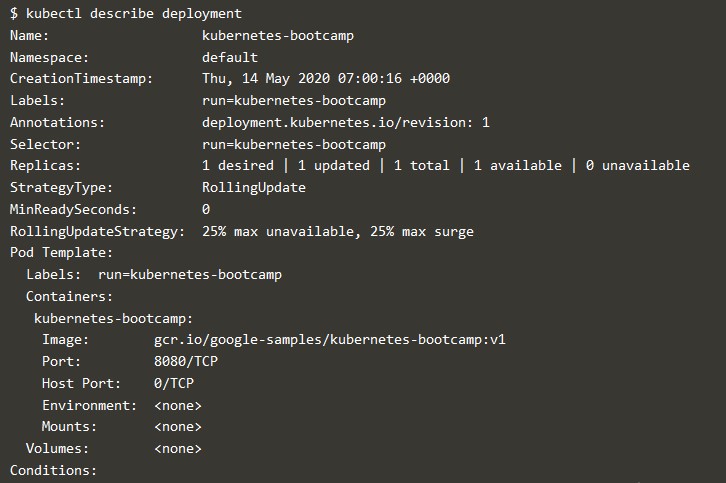 $ kubectl describe deployment
Name: kubernetes-bootcamp
Namespace: default
CreationTimestamp: Thu, 14 May 2020 07:00:16 +0000
Labels: run=kubernetes-bootcamp
Annotations: deployment.kubernetes.io/revision: 1
Selector: run=kubernetes-bootcamp
Replicas: 1 desired | 1 updated | 1 total | 1 available | 0 unavailable
StrategyType: RollingUpdate
MinReadySeconds: 0
RollingUpdateStrategy: 25% max unavailable, 25% max surge
Pod Template:
Labels: run=kubernetes-bootcamp
Containers:
kubernetes-bootcamp:
Image: gcr.io/google-samples/kubernetes-bootcamp:v1
Port: 8080/TCP
Host Port: 0/TCP
Environment: <none>
Mounts: <none>
Volumes: <none>
Conditions: